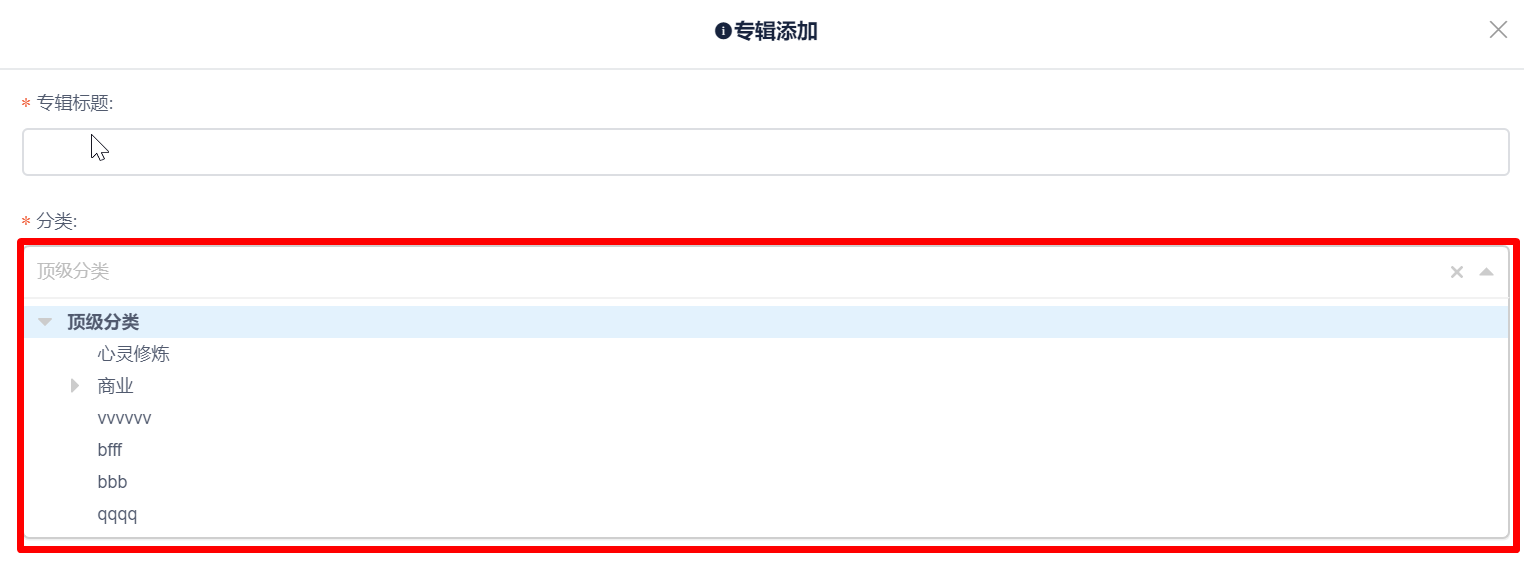 专辑添加
* 专辑标题:
* 分类:
顶级分类
顶级分类
心灵修炼
商业
vvvvvv
bfff
bbb
qqqq